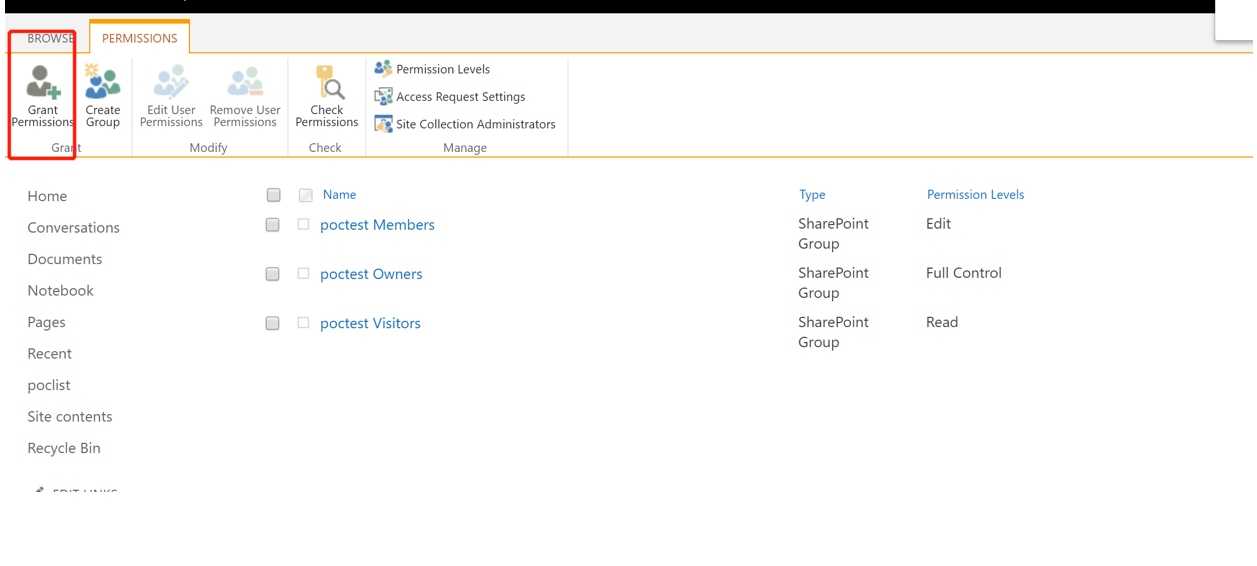 BROWSE PERMISSIONS
Grant Permissions
Create Group
Edit User Permissions
Remove User Permissions
Check Permissions
Permission Levels
Access Request Settings
Site Collection Administrators
Grant Modify Check Manage
Home
Conversations
Documents
Notebook
Pages
Recent
poclist
Site contents
Recycle Bin
EDIT LINKS
Name Type Permission Levels
poctest Members SharePoint Group Edit
poctest Owners SharePoint Group Full Control
poctest Visitors SharePoint Group Read